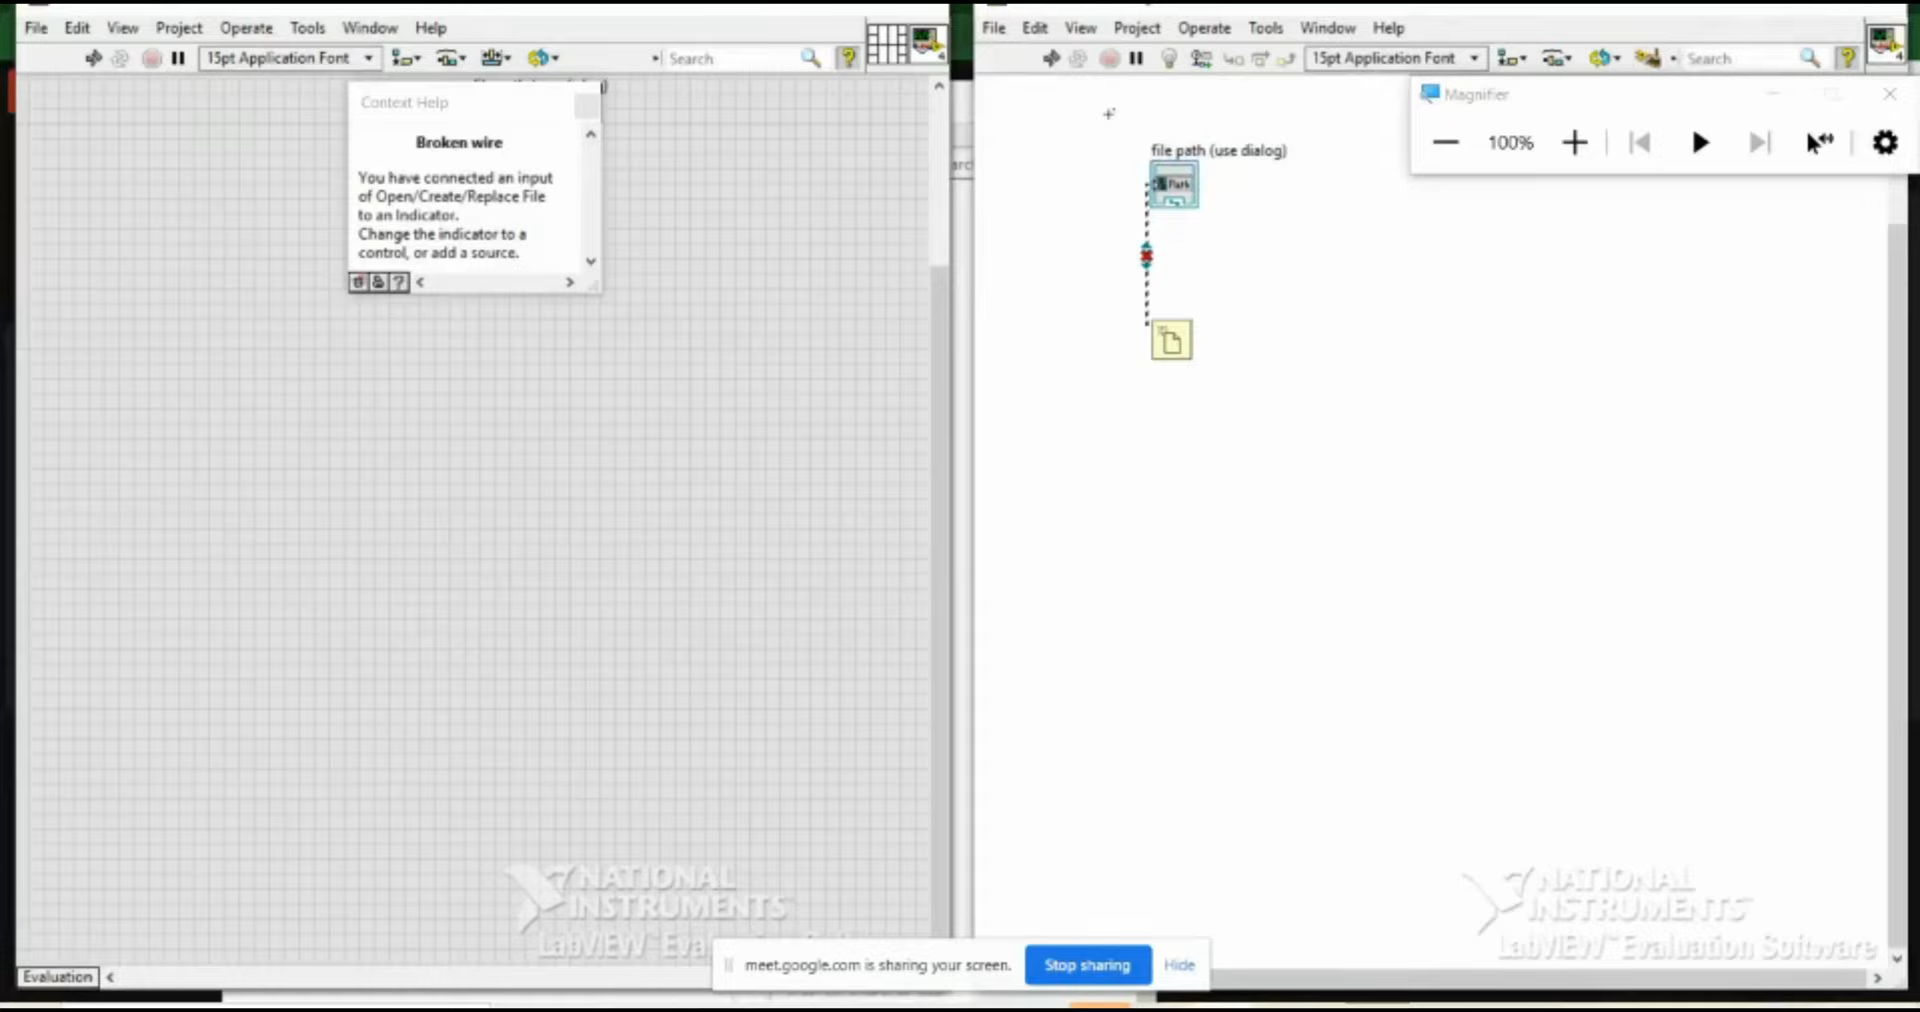 File Edit View Project Operate Tools Window Help
15pt Application Font
Search
Context Help
Broken wire
You have connected an input
of Open/Create/Replace File
to an Indicator.
Change the indicator to a
control, or add a source.
NATIONAL
INSTRUMENTS
Evaluation
File Edit View Project Operate Tools Window Help
15pt Application Font
Search
Magnifier
100%
file path (use dialog)
Path
NATIONAL
INSTRUMENTS
LabVIEW™ Evaluation Software
meet.google.com is sharing your screen.
Stop sharing
Hide